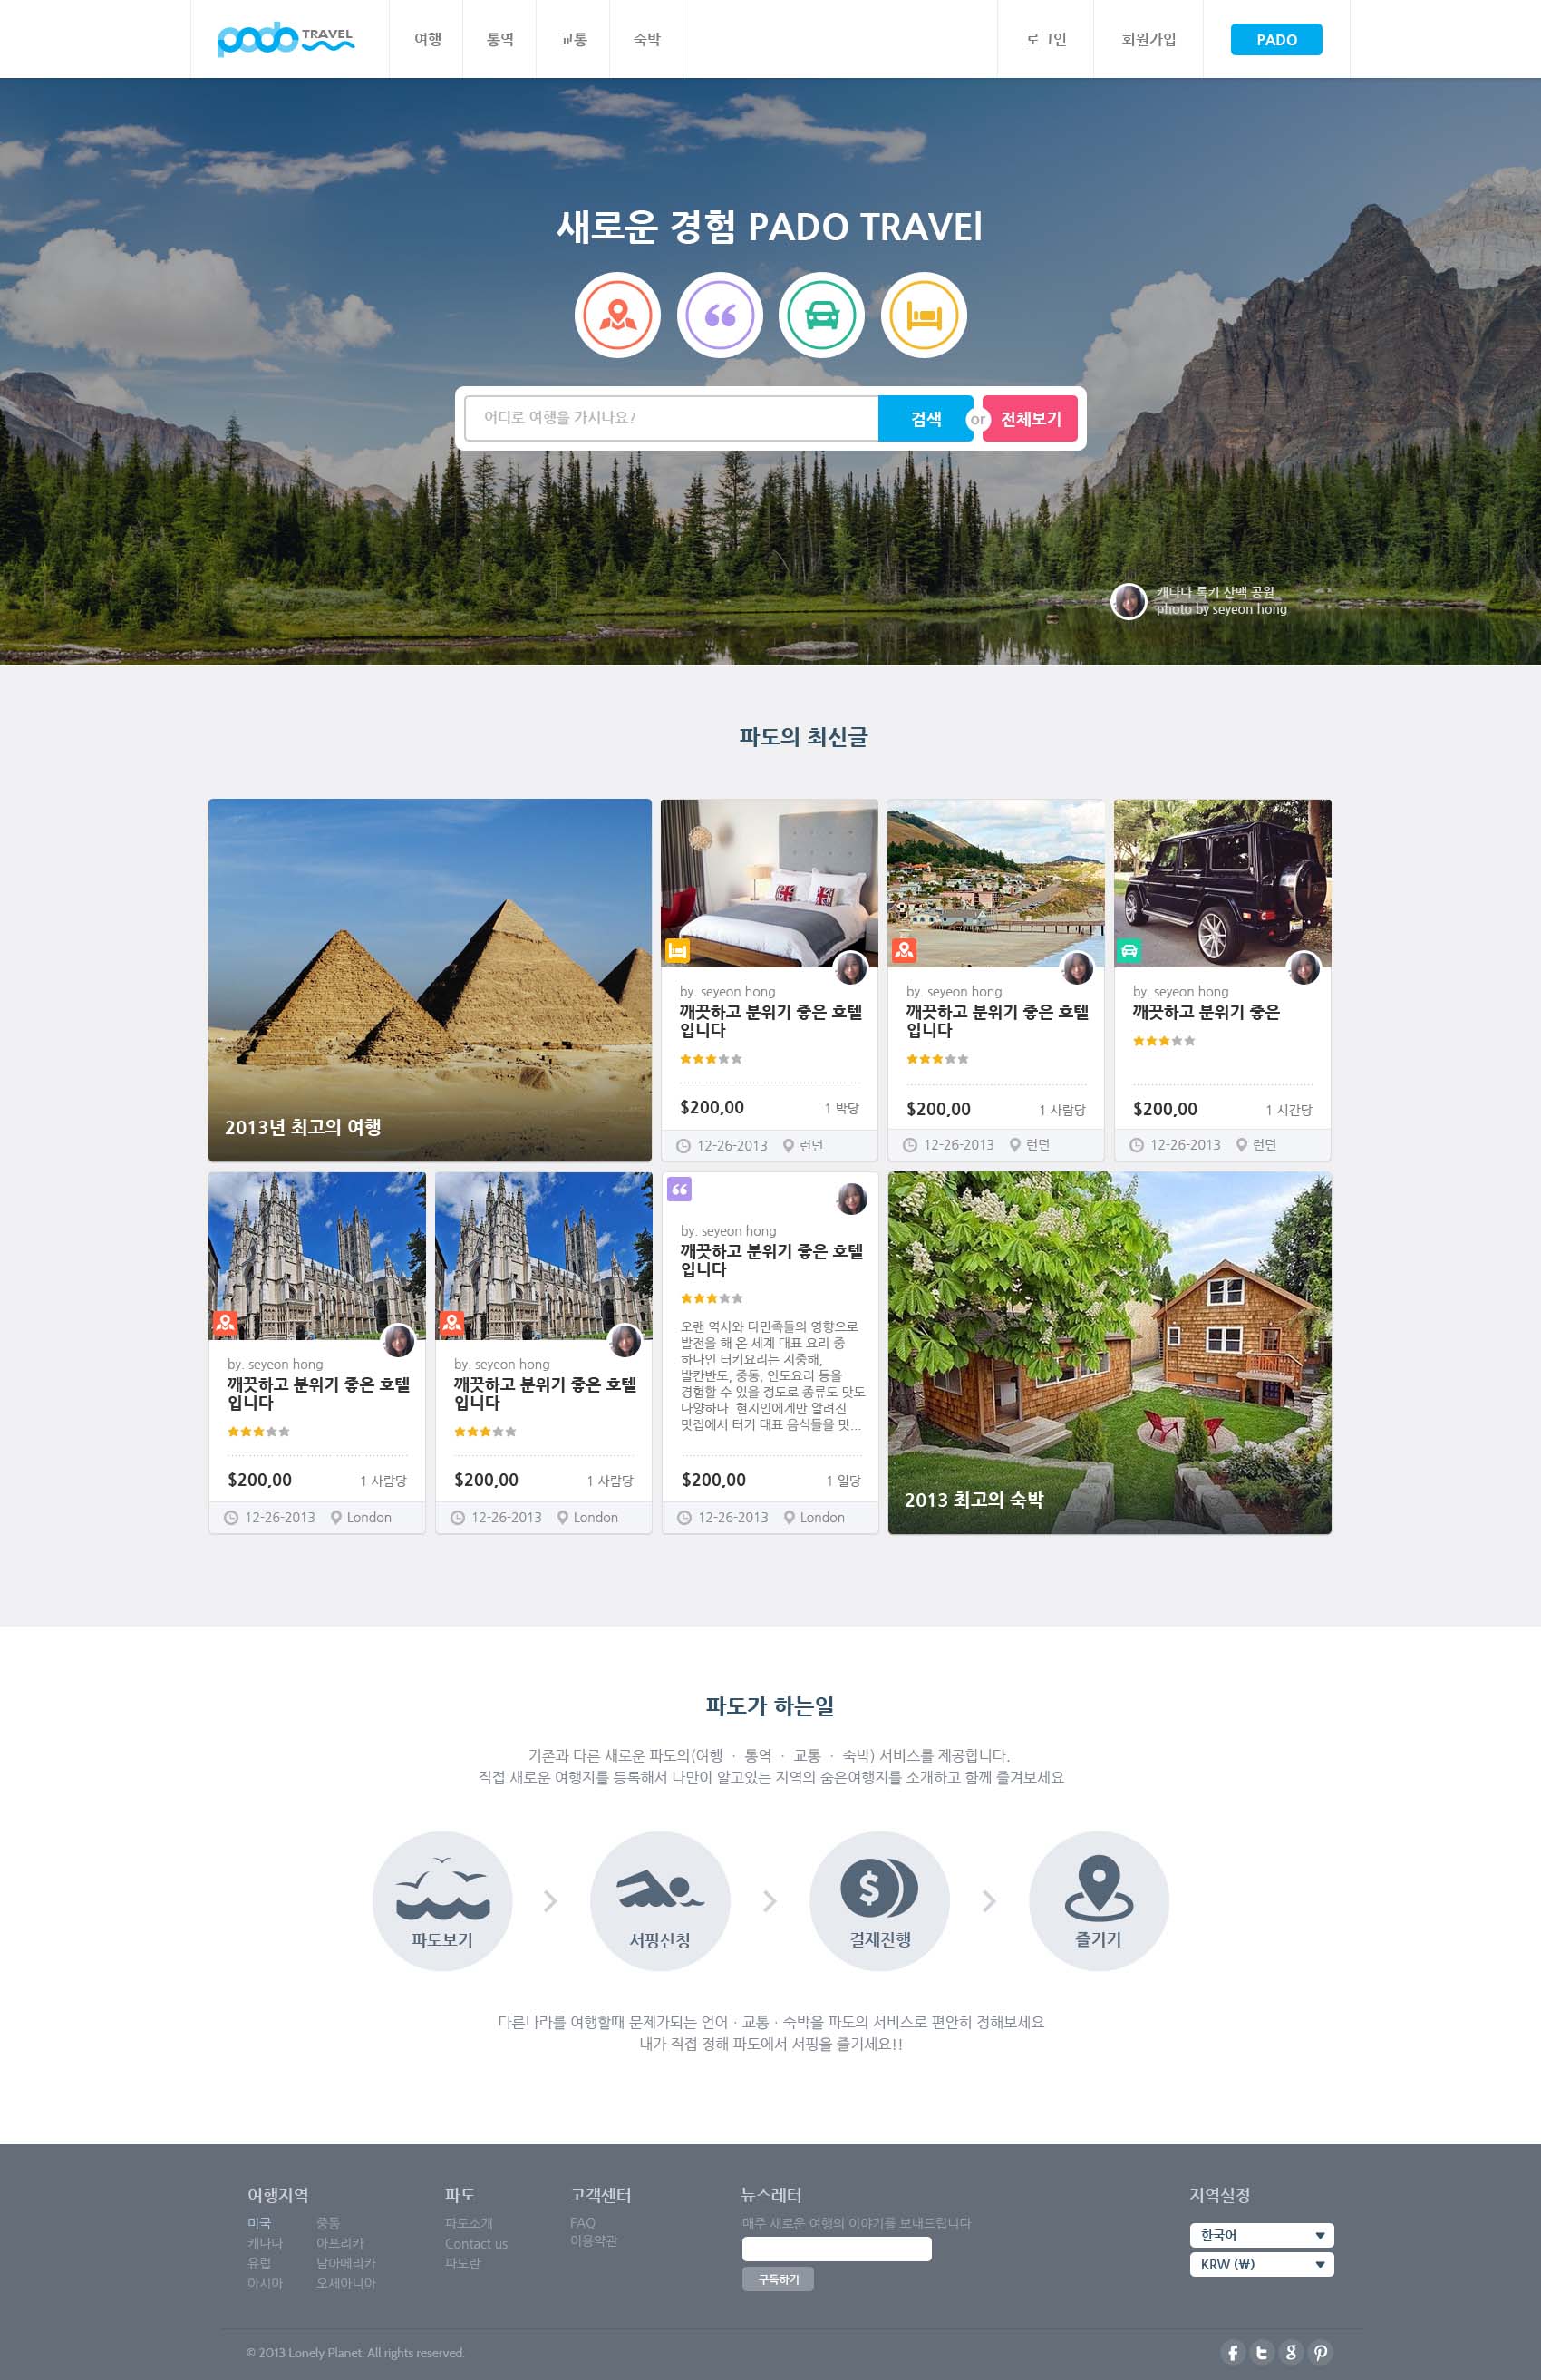 pado TRAVEL
여행 통역 교통 숙박 로그인 회원가입 PADO
새로운 경험 PADO TRAVEl
어디로 여행을 가시나요? 검색 or 전체보기
캐나다 록키 산맥 공원
photo by seyeon hong
파도의 최신글
2013년 최고의 여행
by. seyeon hong
깨끗하고 분위기 좋은 호텔
입니다
$200,00 1 박당
12-26-2013 런던
by. seyeon hong
깨끗하고 분위기 좋은 호텔
입니다
$200,00 1 사람당
12-26-2013 런던
by. seyeon hong
깨끗하고 분위기 좋은
$200,00 1 시간당
12-26-2013 런던
by. seyeon hong
깨끗하고 분위기 좋은 호텔
입니다
$200,00 1 사람당
12-26-2013 London
by. seyeon hong
깨끗하고 분위기 좋은 호텔
입니다
$200,00 1 사람당
12-26-2013 London
by. seyeon hong
깨끗하고 분위기 좋은 호텔
입니다
오랜 역사와 다민족들의 영향으로
발전을 해 온 세계 대표 요리 중
하나인 터키요리는 지중해,
발칸반도, 중동, 인도요리 등을
경험할 수 있을 정도로 종류도 맛도
다양하다. 현지인에게만 알려진
맛집에서 터키 대표 음식들을 맛...
$200,00 1 일당
12-26-2013 London
2013 최고의 숙박
파도가 하는일
기존과 다른 새로운 파도의(여행 · 통역 · 교통 · 숙박) 서비스를 제공합니다.
직접 새로운 여행지를 등록해서 나만이 알고있는 지역의 숨은여행지를 소개하고 함께 즐겨보세요
파도보기 서핑신청 결제진행 즐기기
다른나라를 여행할때 문제가되는 언어 · 교통 · 숙박을 파도의 서비스로 편안히 정해보세요
내가 직접 정해 파도에서 서핑을 즐기세요!!
여행지역
미국 중동
캐나다 아프리카
유럽 남아메리카
아시아 오세아니아
파도
파도소개
Contact us
파도란
고객센터
FAQ
이용약관
뉴스레터
매주 새로운 여행의 이야기를 보내드립니다
구독하기
지역설정
한국어
KRW (₩)
© 2013 Lonely Planet. All rights reserved.